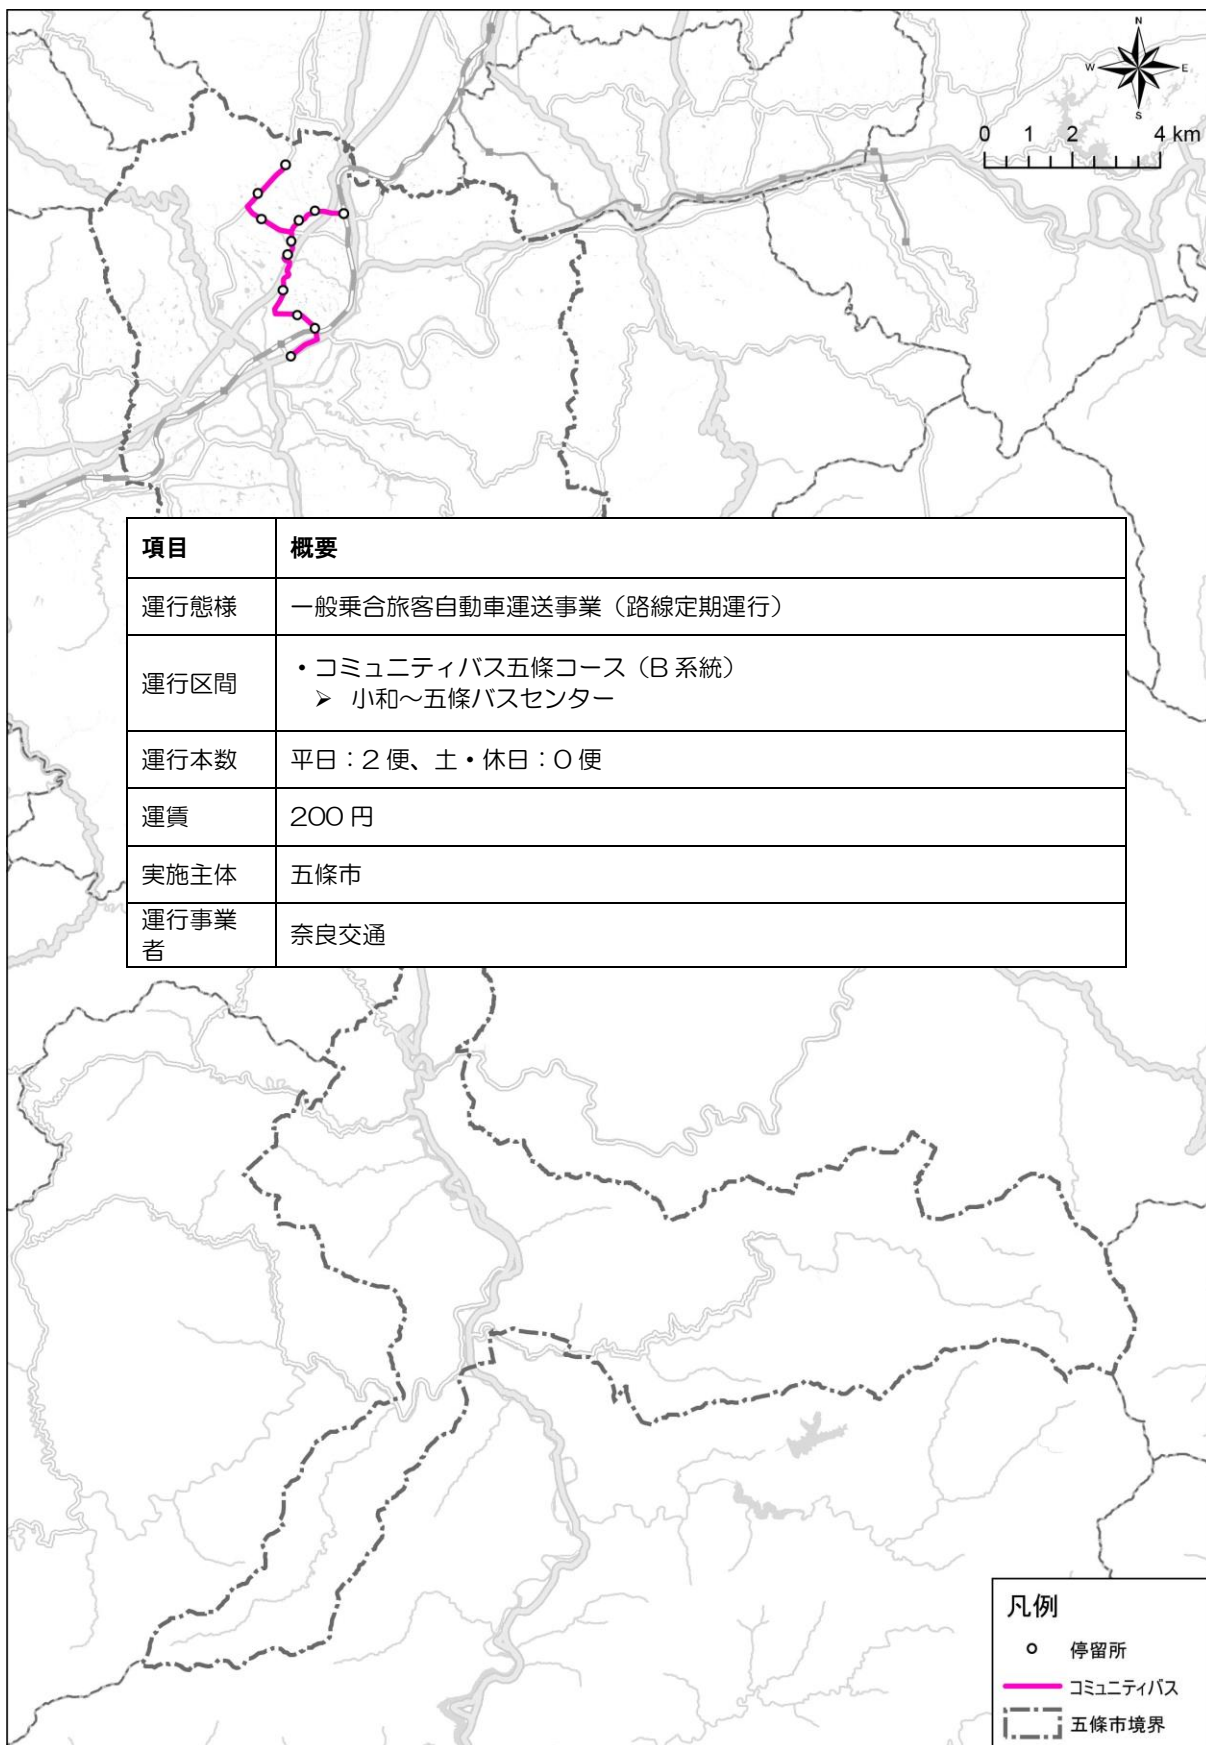 N
W
E
S
0 1 2 4 km
項目 概要
運行態様 一般乗合旅客自動車運送事業（路線定期運行）
運行区間 ・コミュニティバス五條コース（B 系統）
➢ 小和～五條バスセンター
運行本数 平日：2 便、土・休日：0 便
運賃 200 円
実施主体 五條市
運行事業
者 奈良交通
凡例
停留所
コミュニティバス
五條市境界